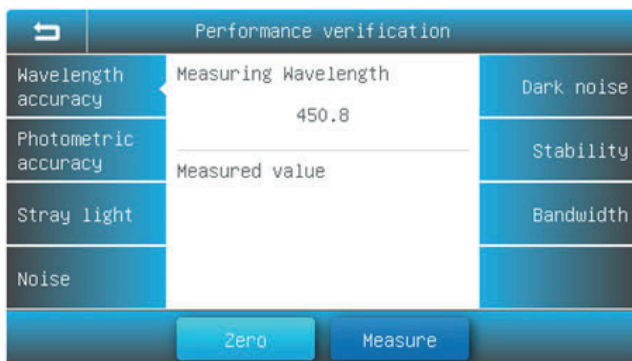 Performance verification
Wavelength
accuracy
Photometric
accuracy
Stray light
Noise
Measuring Wavelength
450.8
Measured value
Dark noise
Stability
Bandwidth
Zero
Measure